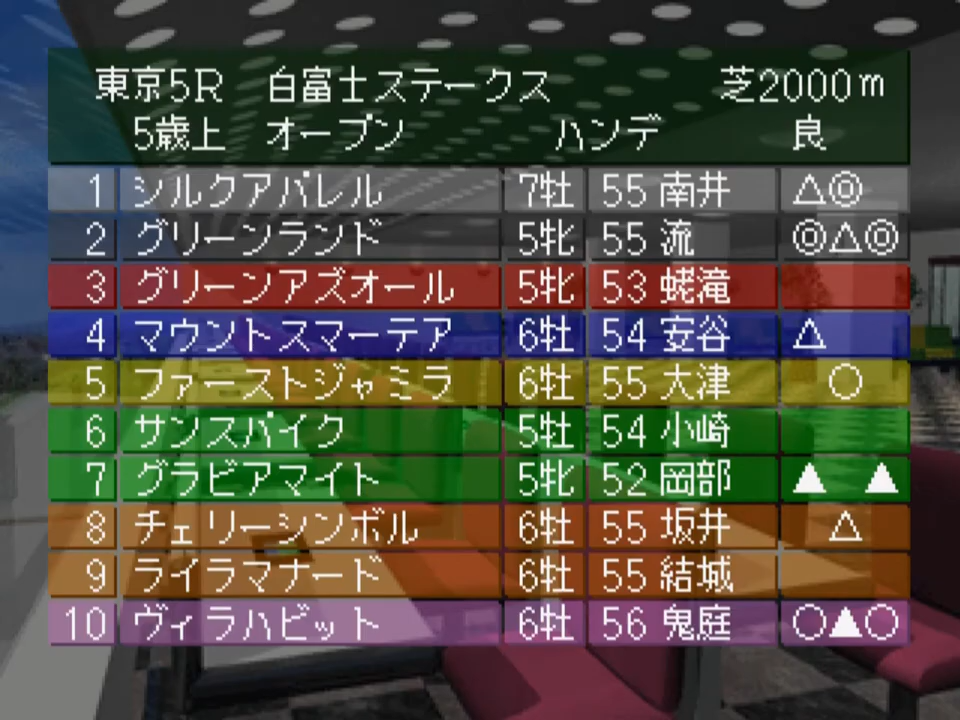 東京5R 白富士ステークス 芝2000m
5歳上 オープン ハンデ 良
1 シルクアパレル 7牡 55 南井 △◎
2 グリーンランド 5牝 55 流 ◎△◎
3 グリーンアズオール 5牝 53 蛯滝
4 マウントスマーテア 6牡 54 安谷 △
5 ファーストジャミラ 6牡 55 大津 ○
6 サンスパイク 5牡 54 小崎
7 グラビアマイト 5牝 52 岡部 ▲ ▲
8 チェリーシンボル 6牡 55 坂井 △
9 ライラマナード 6牡 55 結城
10 ヴィラハビット 6牡 56 鬼庭 ○▲○